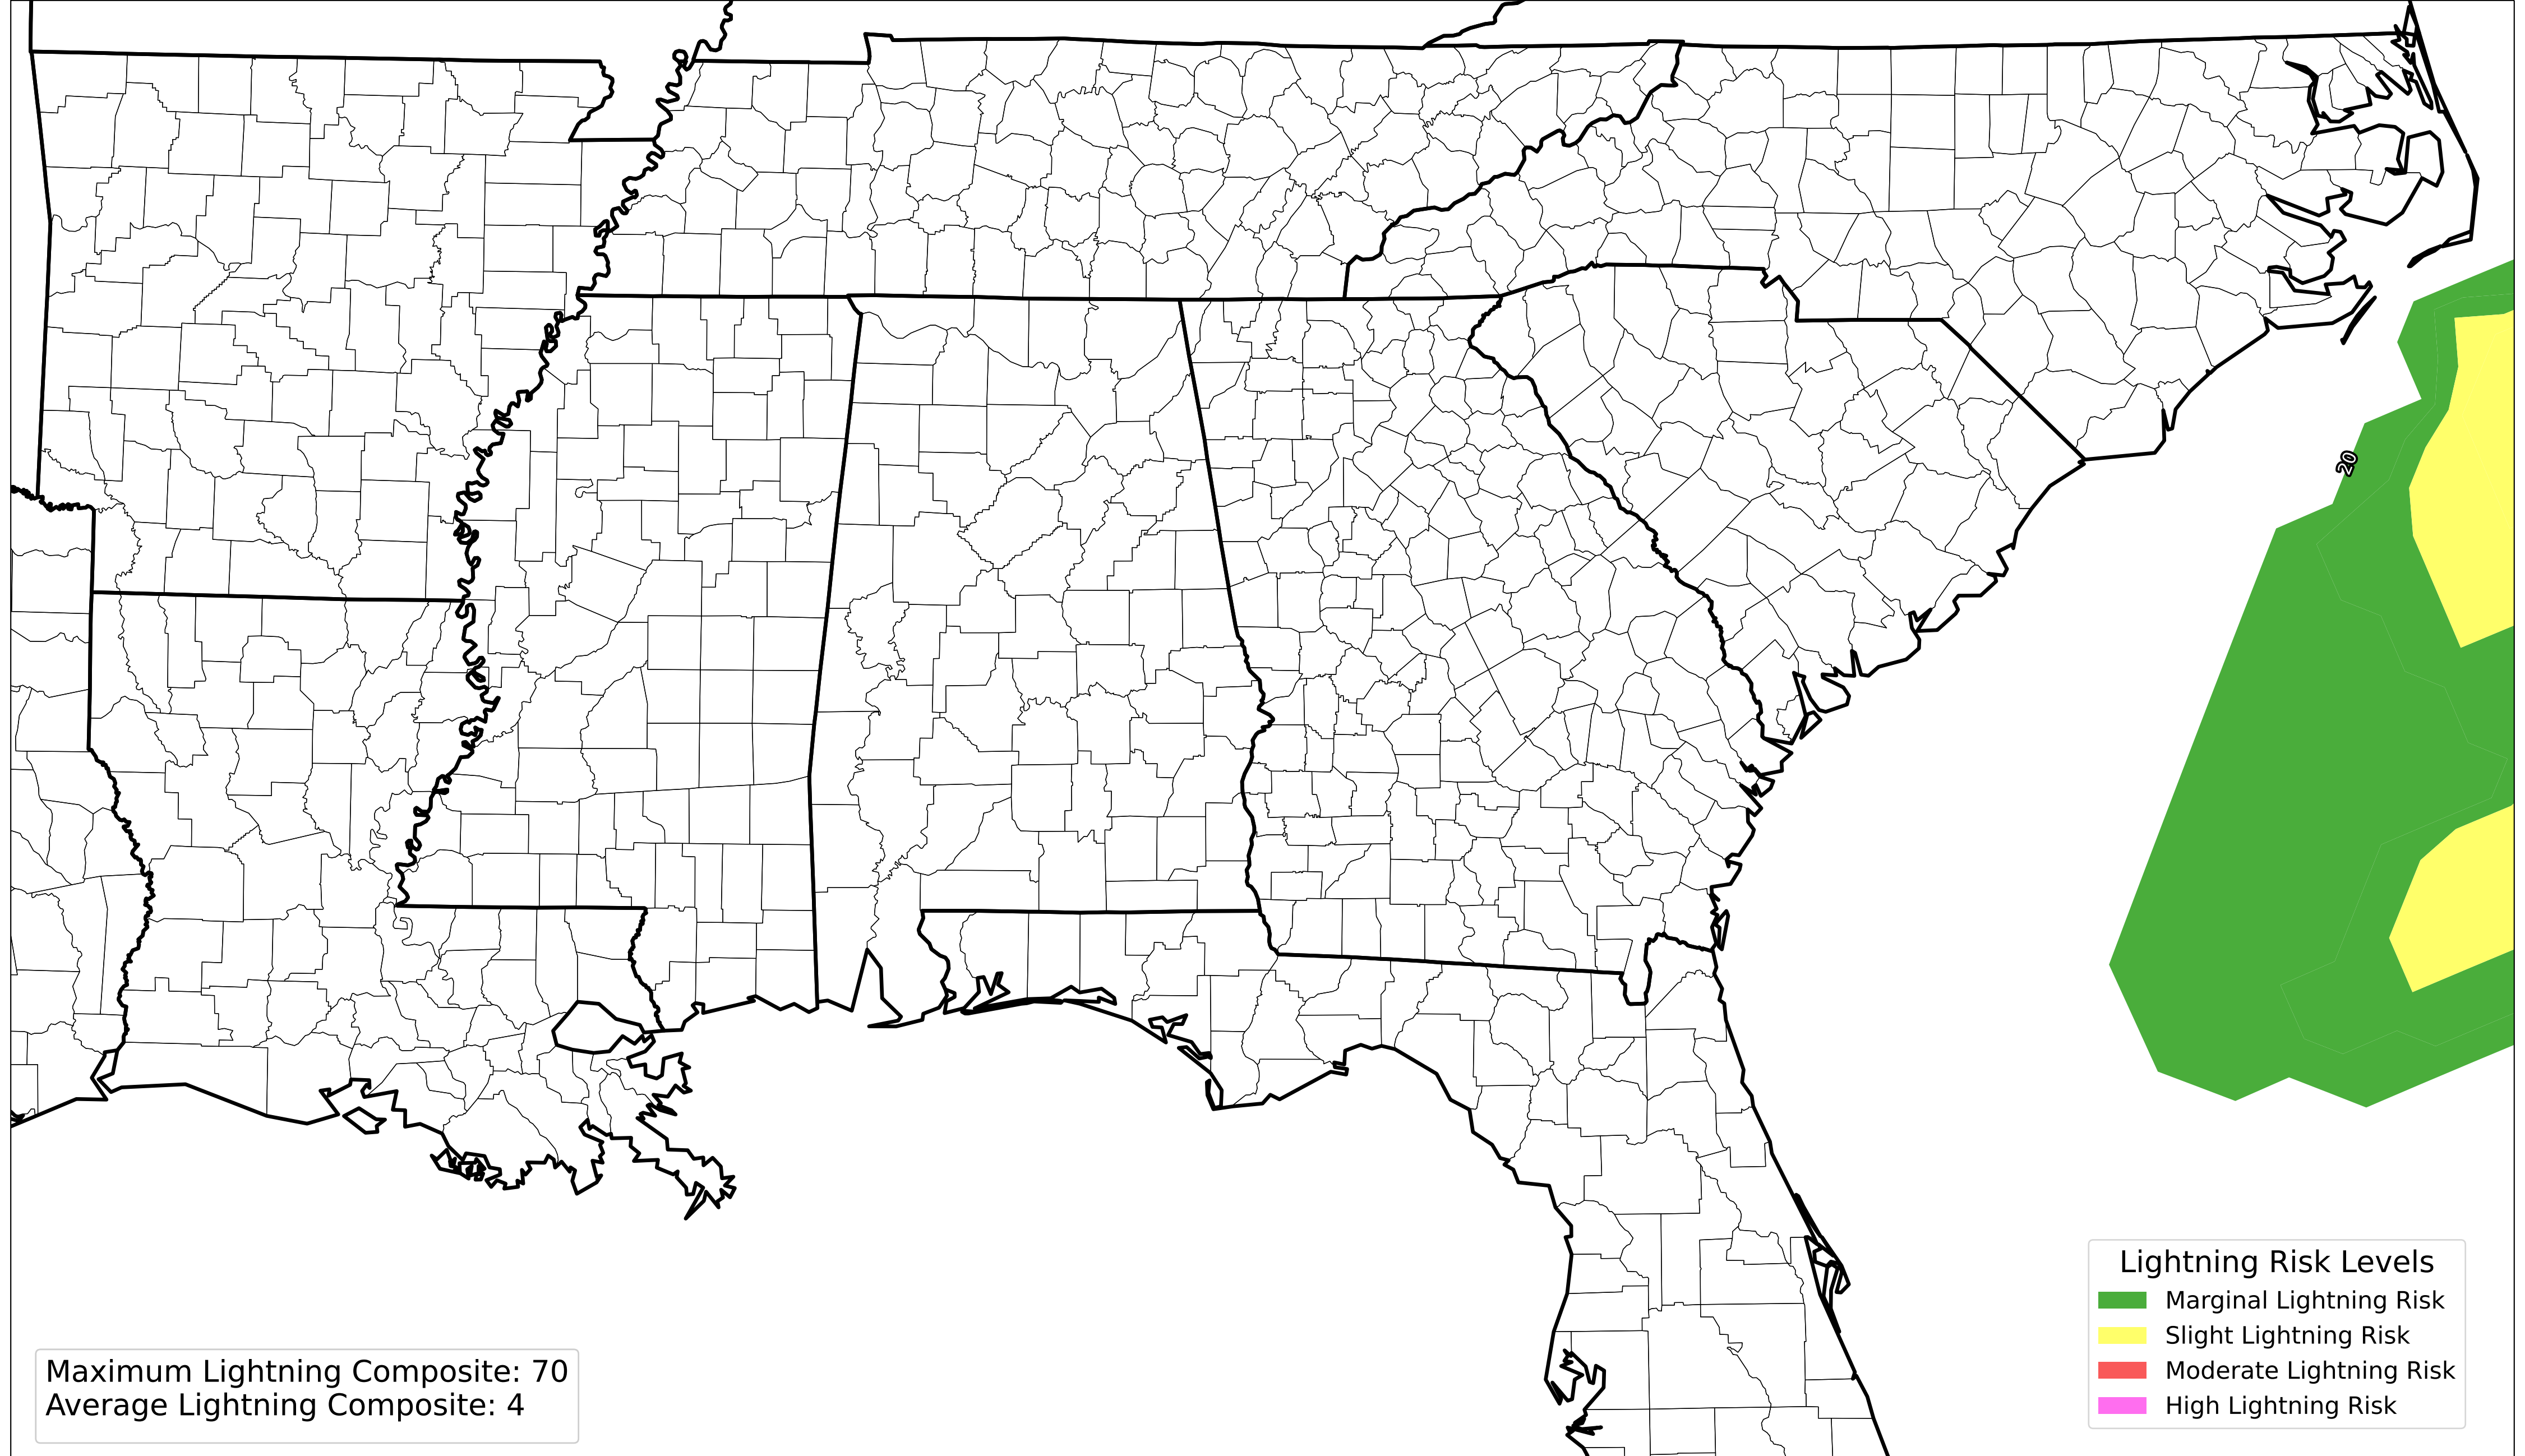 20
Lightning Risk Levels
Marginal Lightning Risk
Slight Lightning Risk
Moderate Lightning Risk
High Lightning Risk
Maximum Lightning Composite: 70
Average Lightning Composite: 4